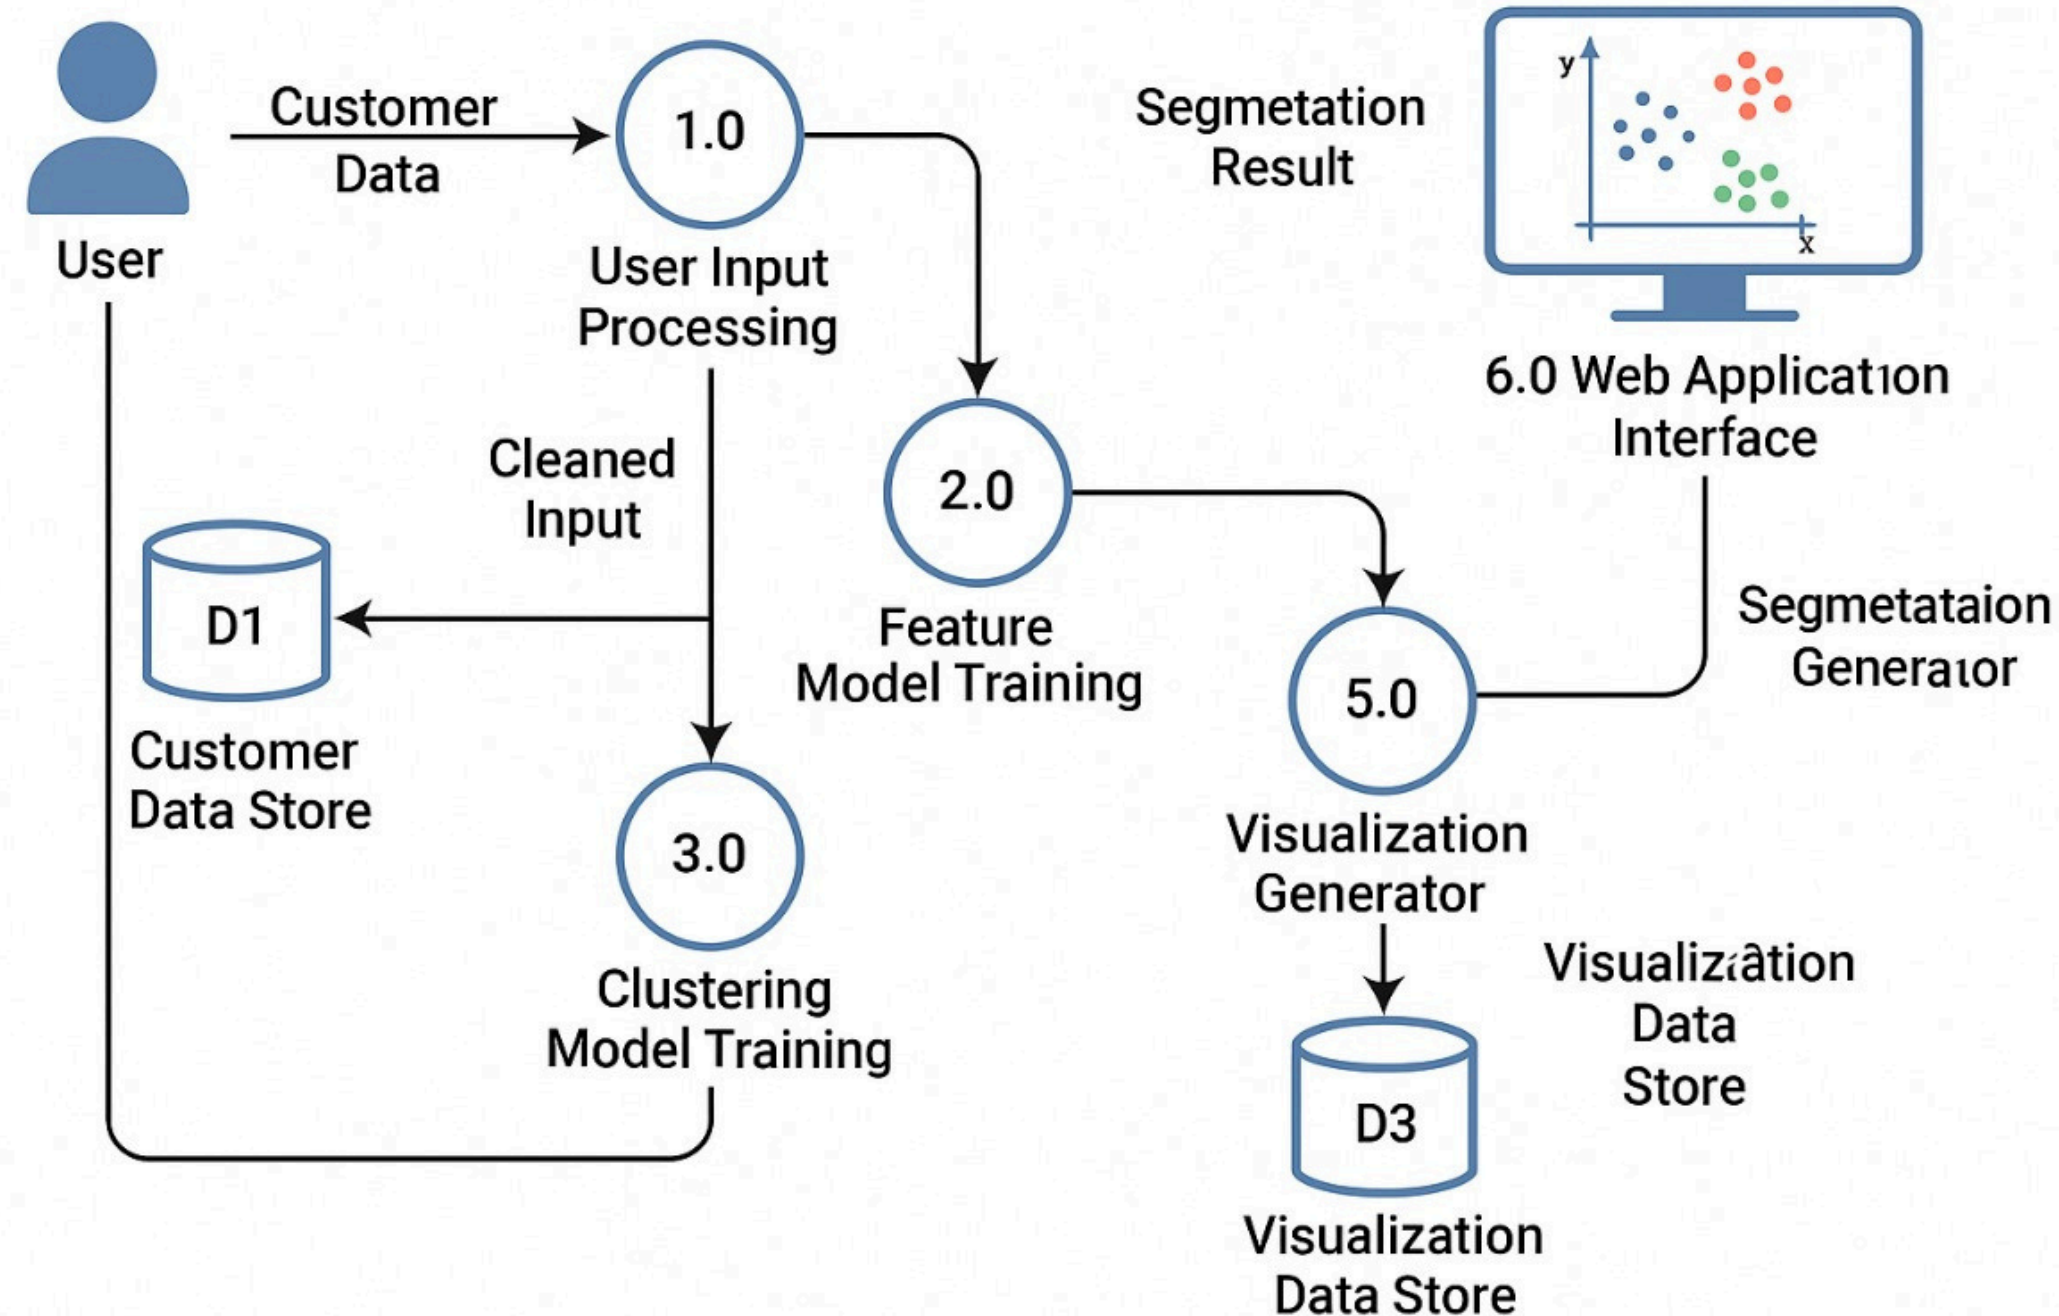 Customer
Data
User
1.0
User Input
Processing
Segmetation
Result
y
x
6.0 Web Applicatıon
Interface
Cleaned
Input
2.0
Feature
Model Training
D1
Customer
Data Store
3.0
Clustering
Model Training
5.0
Segmetataion
Generaıor
Visualization
Generator
Visualizıâtion
Data
Store
D3
Visualization
Data Store